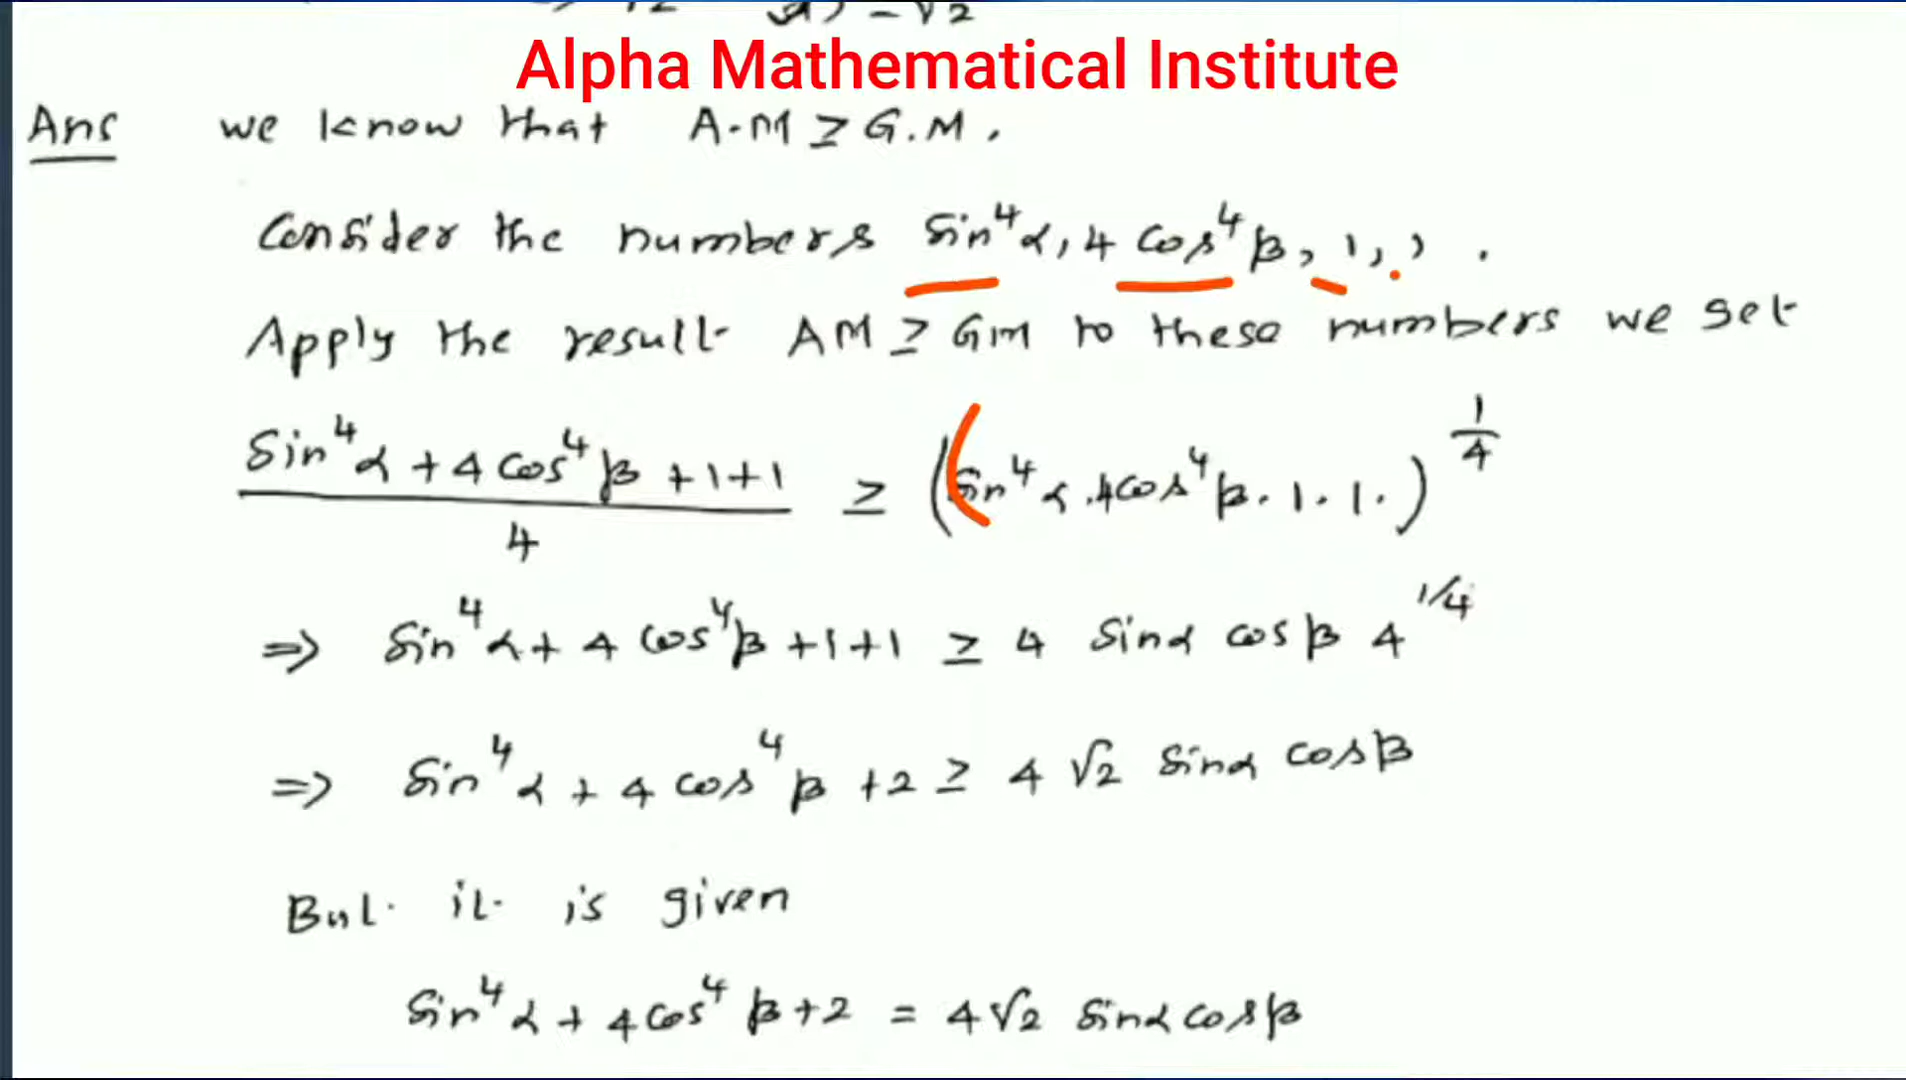 -√2
Alpha Mathematical Institute
Ans we know that A.M ≥ G.M.
Consider the numbers sin⁴α, 4 cos⁴β, 1, 1 .
Apply the result AM ≥ GM to these numbers we get
(sin⁴α + 4 cos⁴β + 1 + 1)/4 ≥ (sin⁴α · 4cos⁴β · 1 · 1 ·)^(1/4)
⇒ sin⁴α + 4 cos⁴β + 1 + 1 ≥ 4 sinα cosβ 4^(1/4)
⇒ sin⁴α + 4 cos⁴β + 2 ≥ 4 √2 sinα cosβ
But it is given
sin⁴α + 4cos⁴β + 2 = 4√2 sinα cosβ